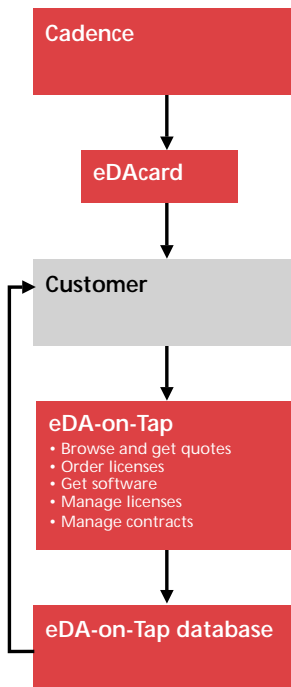 Cadence
eDAcard
Customer
eDA-on-Tap
• Browse and get quotes
• Order licenses
• Get software
• Manage licenses
• Manage contracts
eDA-on-Tap database